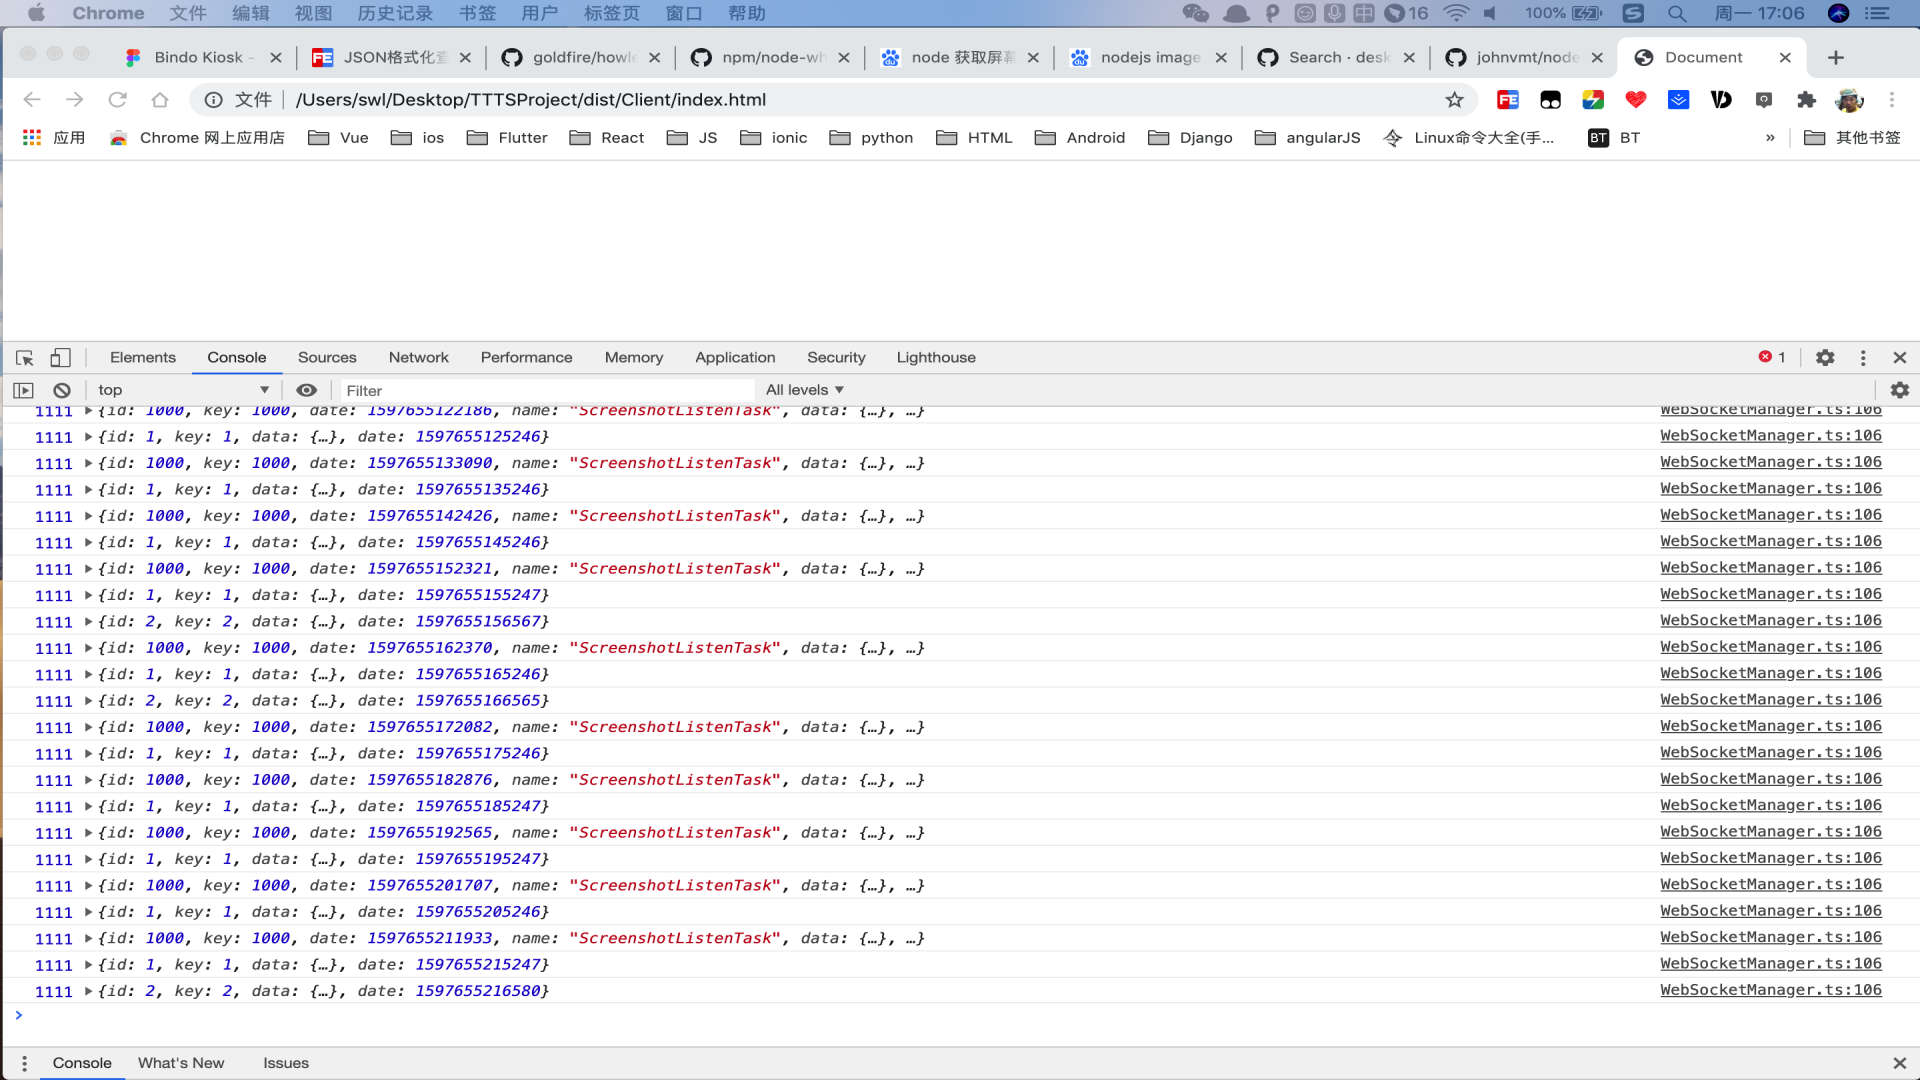 Chrome 文件 编辑 视图 历史记录 书签 用户 标签页 窗口 帮助 16 100% 周一 17:06
Bindo Kiosk - JSON格式化查 goldfire/howle npm/node-wh node 获取屏幕 nodejs image Search · desk johnvmt/node Document
文件 /Users/swl/Desktop/TTTSProject/dist/Client/index.html
应用 Chrome 网上应用店 Vue ios Flutter React JS ionic python HTML Android Django angularJS Linux命令大全(手... BT BT » 其他书签
Elements Console Sources Network Performance Memory Application Security Lighthouse 1
top Filter All levels
1111 {id: 1000, key: 1000, date: 1597655122186, name: "ScreenshotListenTask", data: {…}, …} WebSocketManager.ts:106
1111 {id: 1, key: 1, data: {…}, date: 1597655125246} WebSocketManager.ts:106
1111 {id: 1000, key: 1000, date: 1597655133090, name: "ScreenshotListenTask", data: {…}, …} WebSocketManager.ts:106
1111 {id: 1, key: 1, data: {…}, date: 1597655135246} WebSocketManager.ts:106
1111 {id: 1000, key: 1000, date: 1597655142426, name: "ScreenshotListenTask", data: {…}, …} WebSocketManager.ts:106
1111 {id: 1, key: 1, data: {…}, date: 1597655145246} WebSocketManager.ts:106
1111 {id: 1000, key: 1000, date: 1597655152321, name: "ScreenshotListenTask", data: {…}, …} WebSocketManager.ts:106
1111 {id: 1, key: 1, data: {…}, date: 1597655155247} WebSocketManager.ts:106
1111 {id: 2, key: 2, data: {…}, date: 1597655156567} WebSocketManager.ts:106
1111 {id: 1000, key: 1000, date: 1597655162370, name: "ScreenshotListenTask", data: {…}, …} WebSocketManager.ts:106
1111 {id: 1, key: 1, data: {…}, date: 1597655165246} WebSocketManager.ts:106
1111 {id: 2, key: 2, data: {…}, date: 1597655166565} WebSocketManager.ts:106
1111 {id: 1000, key: 1000, date: 1597655172082, name: "ScreenshotListenTask", data: {…}, …} WebSocketManager.ts:106
1111 {id: 1, key: 1, data: {…}, date: 1597655175246} WebSocketManager.ts:106
1111 {id: 1000, key: 1000, date: 1597655182876, name: "ScreenshotListenTask", data: {…}, …} WebSocketManager.ts:106
1111 {id: 1, key: 1, data: {…}, date: 1597655185247} WebSocketManager.ts:106
1111 {id: 1000, key: 1000, date: 1597655192565, name: "ScreenshotListenTask", data: {…}, …} WebSocketManager.ts:106
1111 {id: 1, key: 1, data: {…}, date: 1597655195247} WebSocketManager.ts:106
1111 {id: 1000, key: 1000, date: 1597655201707, name: "ScreenshotListenTask", data: {…}, …} WebSocketManager.ts:106
1111 {id: 1, key: 1, data: {…}, date: 1597655205246} WebSocketManager.ts:106
1111 {id: 1000, key: 1000, date: 1597655211933, name: "ScreenshotListenTask", data: {…}, …} WebSocketManager.ts:106
1111 {id: 1, key: 1, data: {…}, date: 1597655215247} WebSocketManager.ts:106
1111 {id: 2, key: 2, data: {…}, date: 1597655216580} WebSocketManager.ts:106
Console What's New Issues